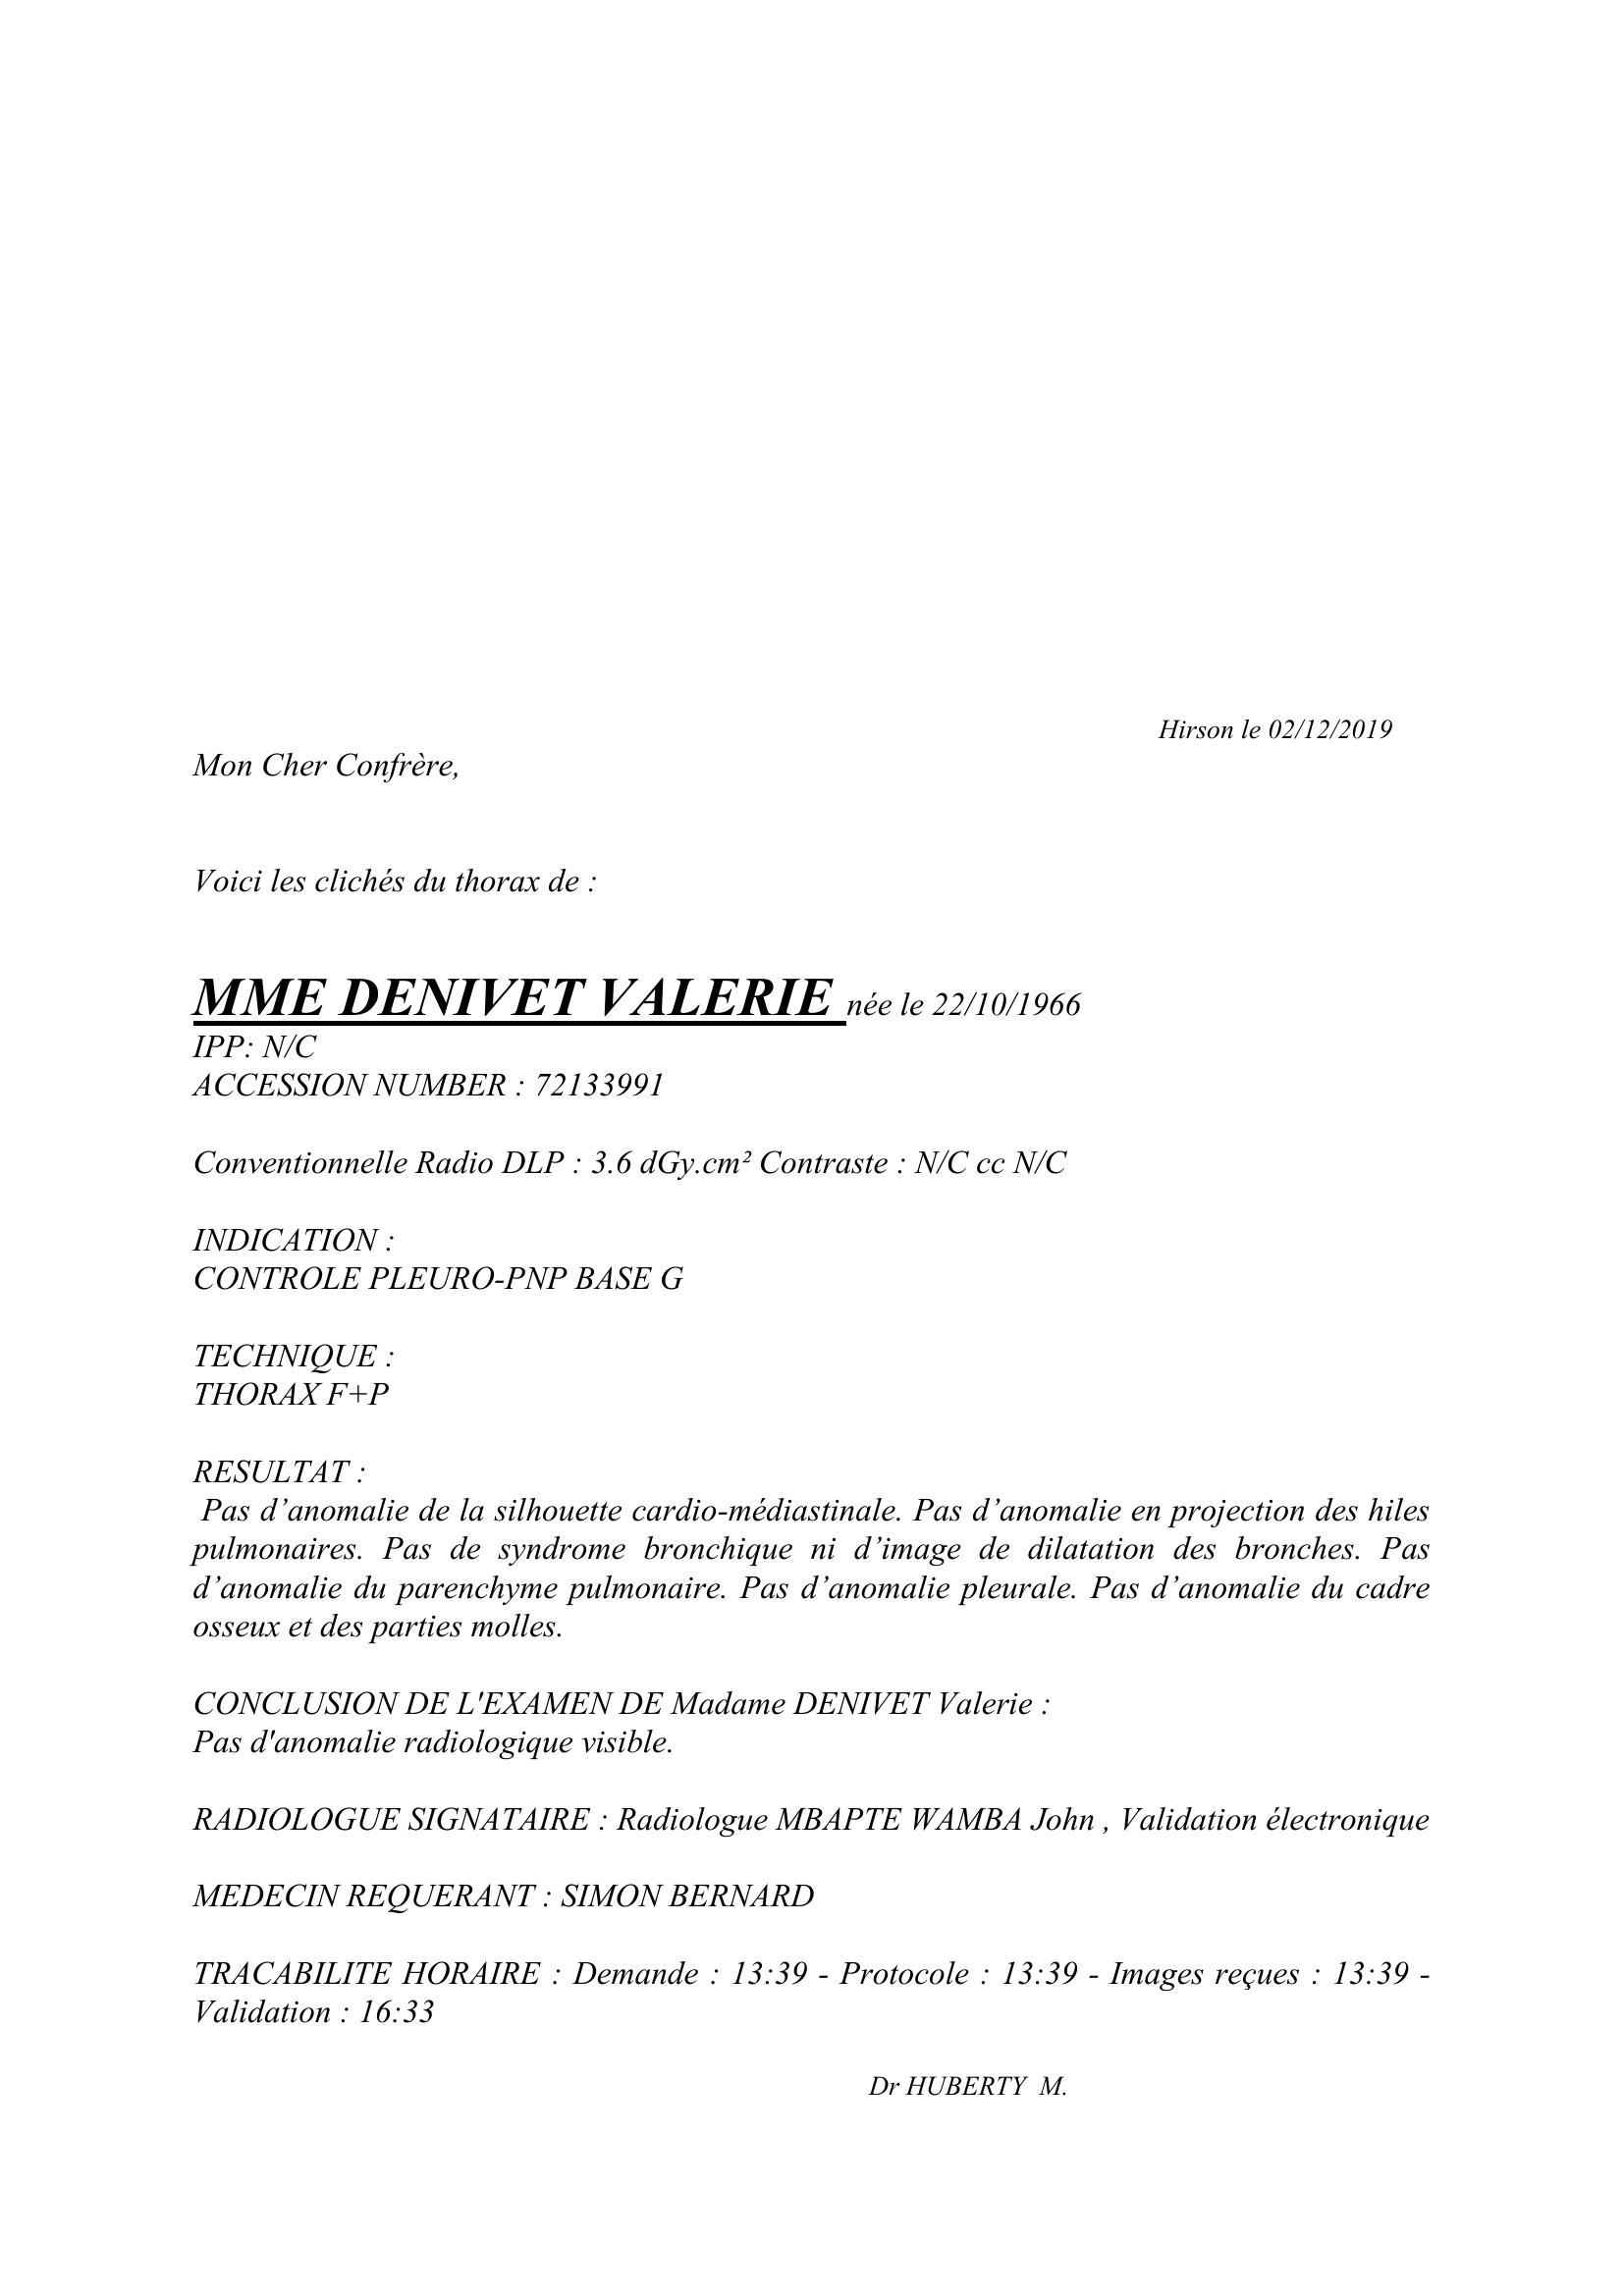 Hirson le 02/12/2019
Mon Cher Confrère,
Voici les clichés du thorax de :
MME DENIVET VALERIE née le 22/10/1966
IPP: N/C
ACCESSION NUMBER : 72133991
Conventionnelle Radio DLP : 3.6 dGy.cm² Contraste : N/C cc N/C
INDICATION :
CONTROLE PLEURO-PNP BASE G
TECHNIQUE :
THORAX F+P
RESULTAT :
Pas d’anomalie de la silhouette cardio-médiastinale. Pas d’anomalie en projection des hiles
pulmonaires. Pas de syndrome bronchique ni d’image de dilatation des bronches. Pas
d’anomalie du parenchyme pulmonaire. Pas d’anomalie pleurale. Pas d’anomalie du cadre
osseux et des parties molles.
CONCLUSION DE L'EXAMEN DE Madame DENIVET Valerie :
Pas d'anomalie radiologique visible.
RADIOLOGUE SIGNATAIRE : Radiologue MBAPTE WAMBA John , Validation électronique
MEDECIN REQUERANT : SIMON BERNARD
TRACABILITE HORAIRE : Demande : 13:39 - Protocole : 13:39 - Images reçues : 13:39 -
Validation : 16:33
Dr HUBERTY  M.